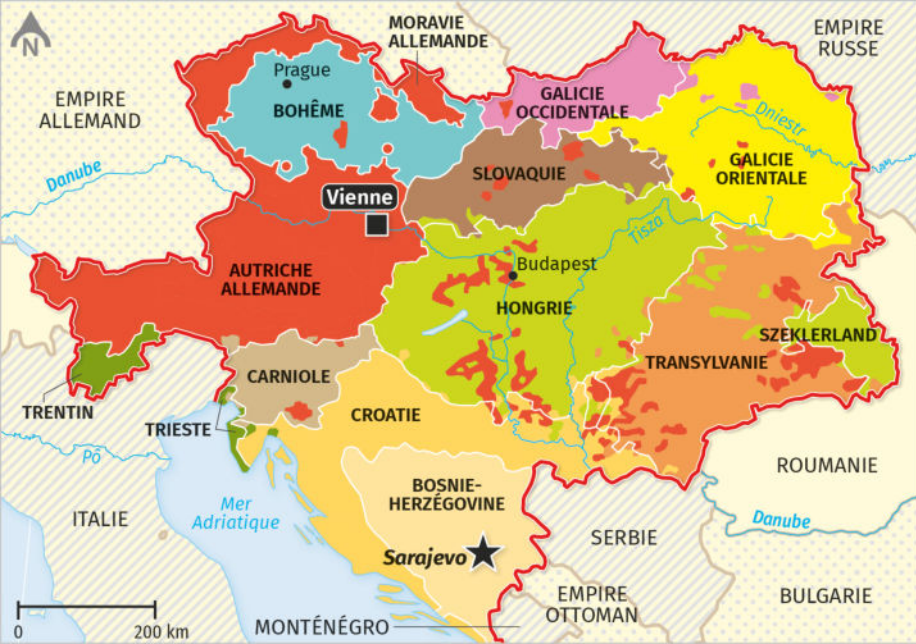 N
MORAVIE
ALLEMANDE
EMPIRE
RUSSE
Prague
EMPIRE
ALLEMAND
BOHÊME
GALICIE
OCCIDENTALE
Dniestr
Danube
SLOVAQUIE
GALICIE
ORIENTALE
Vienne
Tisza
AUTRICHE
ALLEMANDE
Budapest
HONGRIE
SZEKLERLAND
TRANSYLVANIE
CARNIOLE
TRENTIN
CROATIE
TRIESTE
Pô
ROUMANIE
BOSNIE-
HERZÉGOVINE
Mer
Adriatique
ITALIE
Danube
SERBIE
Sarajevo
EMPIRE
OTTOMAN
BULGARIE
0
200 km
MONTÉNÉGRO